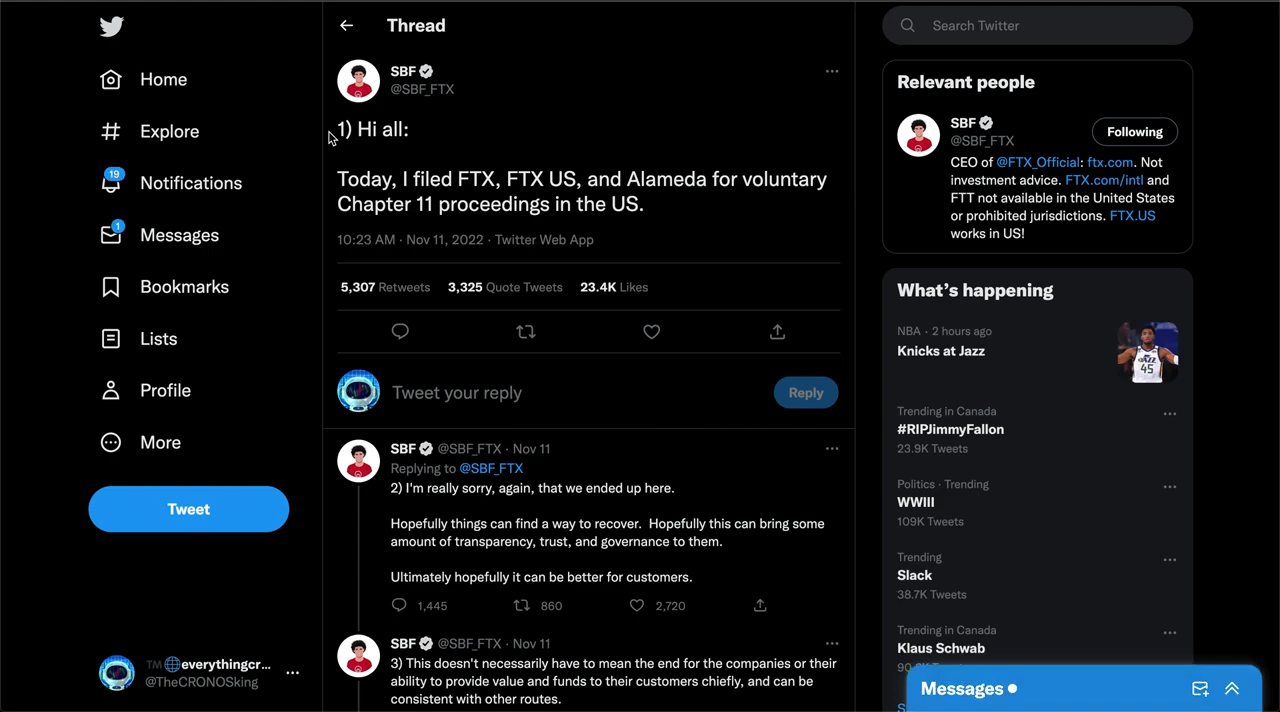 Home
Explore
19
Notifications
1
Messages
Bookmarks
Lists
Profile
More
Tweet
TM🌐everythingcr...
@TheCRONOSking
Thread
SBF
@SBF_FTX
1) Hi all:
Today, I filed FTX, FTX US, and Alameda for voluntary
Chapter 11 proceedings in the US.
10:23 AM · Nov 11, 2022 · Twitter Web App
5,307 Retweets 3,325 Quote Tweets 23.4K Likes
Tweet your reply
Reply
SBF @SBF_FTX · Nov 11
Replying to @SBF_FTX
2) I'm really sorry, again, that we ended up here.
Hopefully things can find a way to recover. Hopefully this can bring some
amount of transparency, trust, and governance to them.
Ultimately hopefully it can be better for customers.
1,445 860 2,720
SBF @SBF_FTX · Nov 11
3) This doesn't necessarily have to mean the end for the companies or their
ability to provide value and funds to their customers chiefly, and can be
consistent with other routes.
Search Twitter
Relevant people
SBF
@SBF_FTX
Following
CEO of @FTX_Official: ftx.com. Not
investment advice. FTX.com/intl and
FTT not available in the United States
or prohibited jurisdictions. FTX.US
works in US!
What's happening
NBA · 2 hours ago
Knicks at Jazz
JAZZ
45
Trending in Canada
#RIPJimmyFallon
23.9K Tweets
Politics · Trending
WWIII
109K Tweets
Trending
Slack
38.7K Tweets
Trending in Canada
Klaus Schwab
Messages